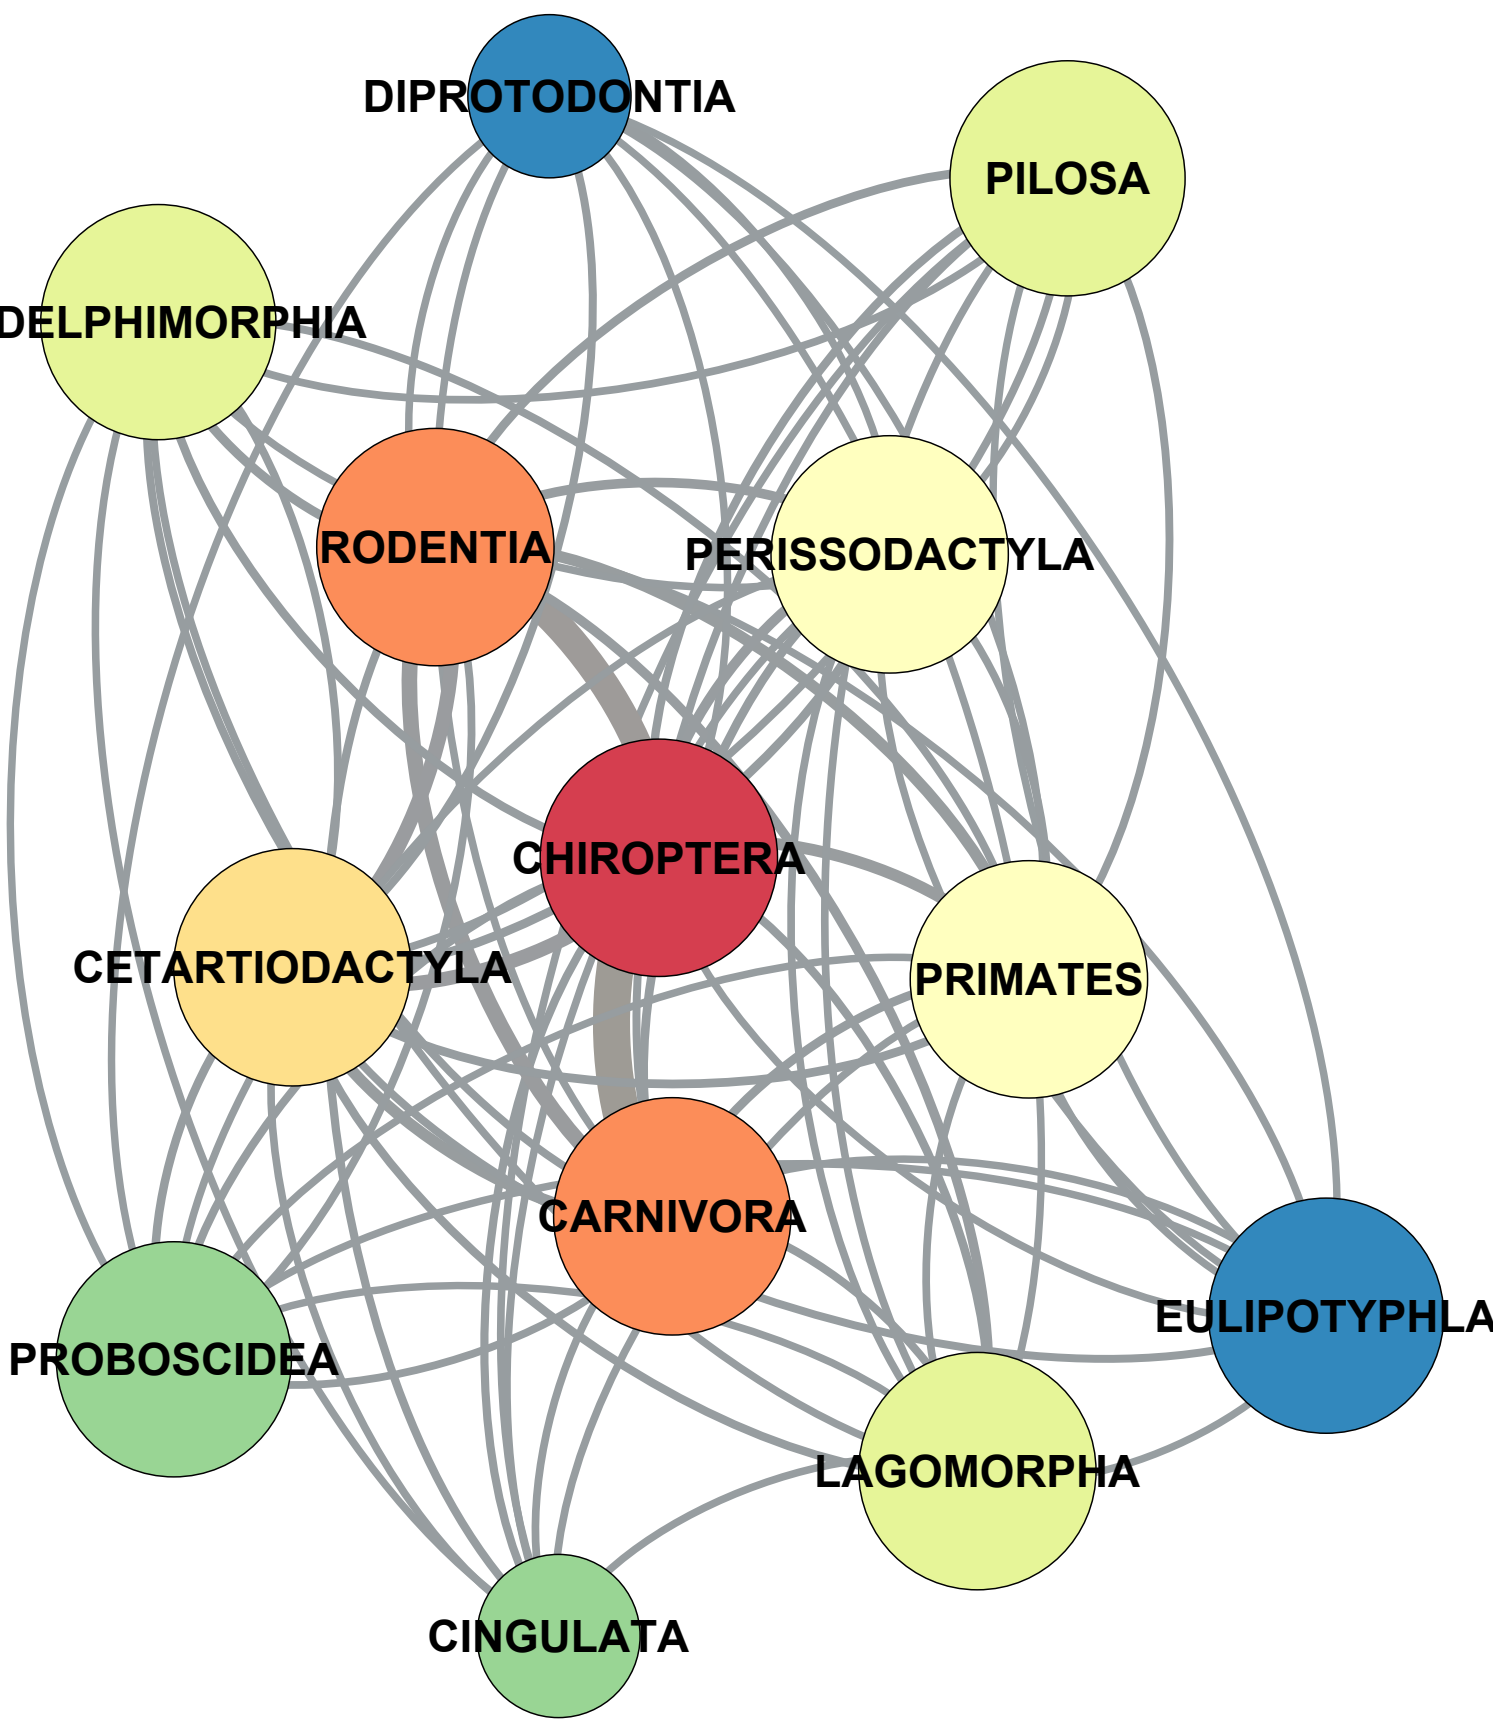 DIPROTODONTIA
PILOSA
DELPHIMORPHIA
RODENTIA
PERISSODACTYLA
CHIROPTERA
CETARTIODACTYLA
PRIMATES
CARNIVORA
EULIPOTYPHLA
PROBOSCIDEA
LAGOMORPHA
CINGULATA